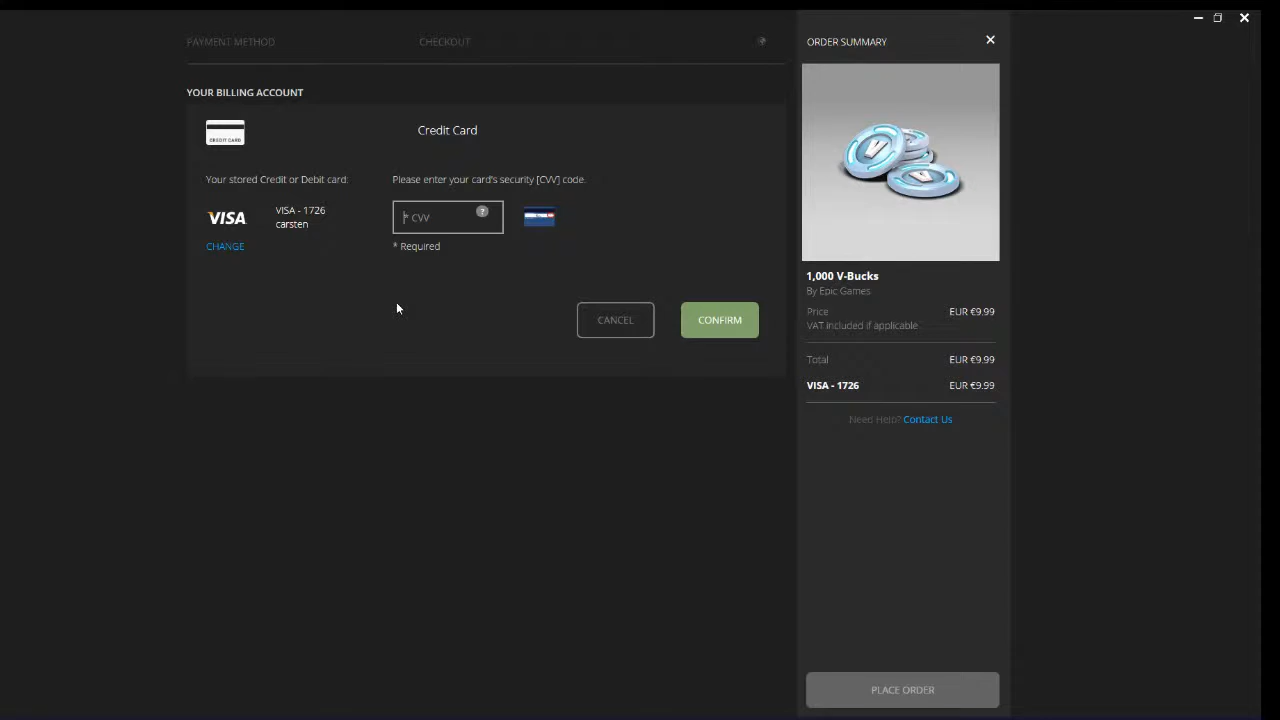 PAYMENT METHOD
CHECKOUT
ORDER SUMMARY
YOUR BILLING ACCOUNT
CREDIT CARD
Credit Card
Your stored Credit or Debit card:
Please enter your card's security [CVV] code.
VISA
VISA - 1726
carsten
* CVV
?
CHANGE
* Required
CANCEL
CONFIRM
1,000 V-Bucks
By Epic Games
Price
EUR €9.99
VAT included if applicable
Total
EUR €9.99
VISA - 1726
EUR €9.99
Need Help? Contact Us
PLACE ORDER